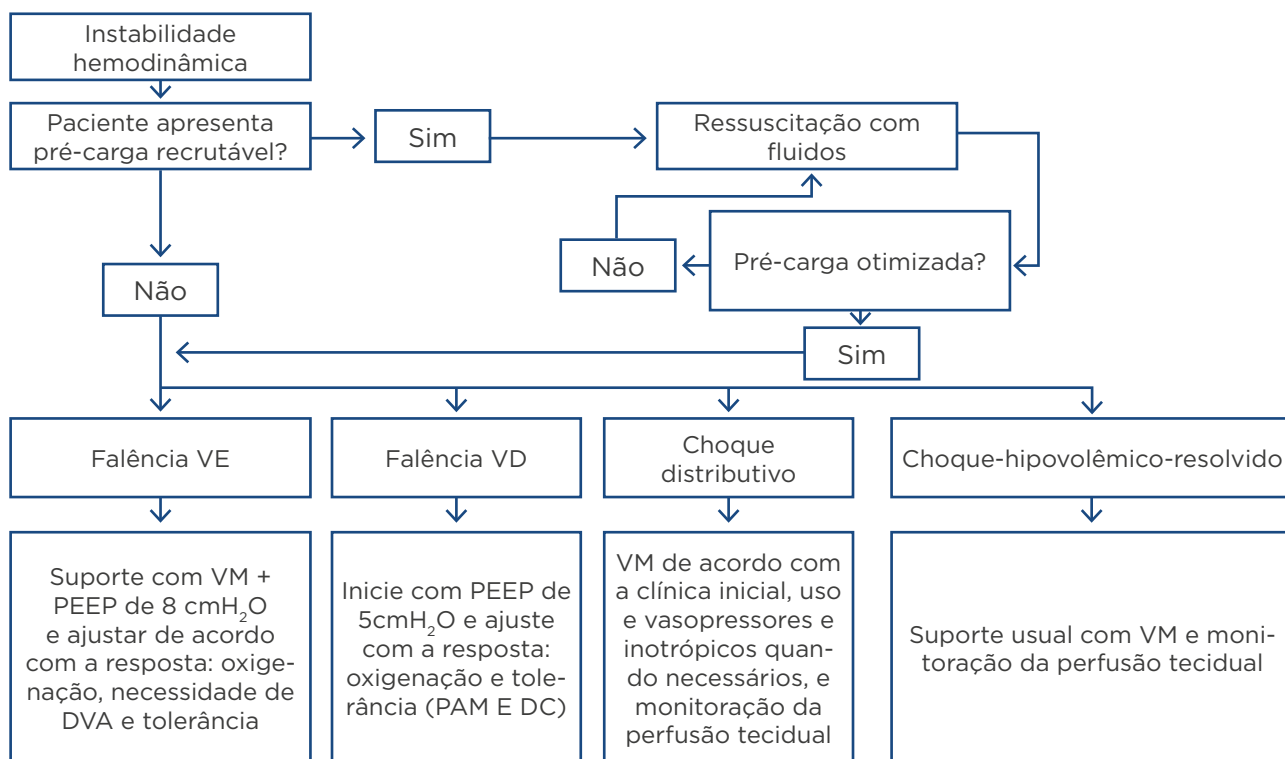 Instabilidade
hemodinâmica
Paciente apresenta
pré-carga recrutável?
Sim
Ressuscitação com
fluidos
Não
Pré-carga otimizada?
Não
Sim
Falência VE
Falência VD
Choque
distributivo
Choque-hipovolêmico-resolvido
Suporte com VM +
PEEP de 8 cmH₂O
e ajustar de acordo
com a resposta: oxige-
nação, necessidade de
DVA e tolerância
Inicie com PEEP de
5cmH₂O e ajuste
com a resposta:
oxigenação e tole-
rância (PAM E DC)
VM de acordo com
a clínica inicial, uso
e vasopressores e
inotrópicos quan-
do necessários, e
monitoração da
perfusão tecidual
Suporte usual com VM e moni-
toração da perfusão tecidual